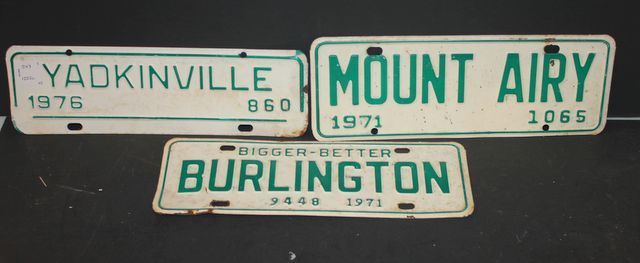 YADKINVILLE
1976 860
MOUNT AIRY
1971 1065
BIGGER-BETTER
BURLINGTON
9448 1971